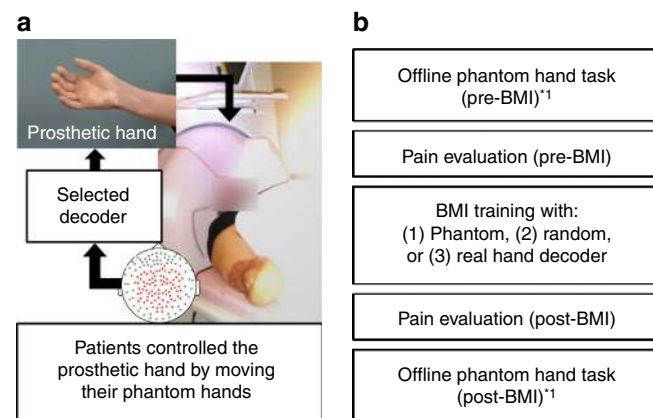 a
Prosthetic hand
Selected
decoder
Patients controlled the
prosthetic hand by moving
their phantom hands
b
Offline phantom hand task
(pre-BMI)*1
Pain evaluation (pre-BMI)
BMI training with:
(1) Phantom, (2) random,
or (3) real hand decoder
Pain evaluation (post-BMI)
Offline phantom hand task
(post-BMI)*1